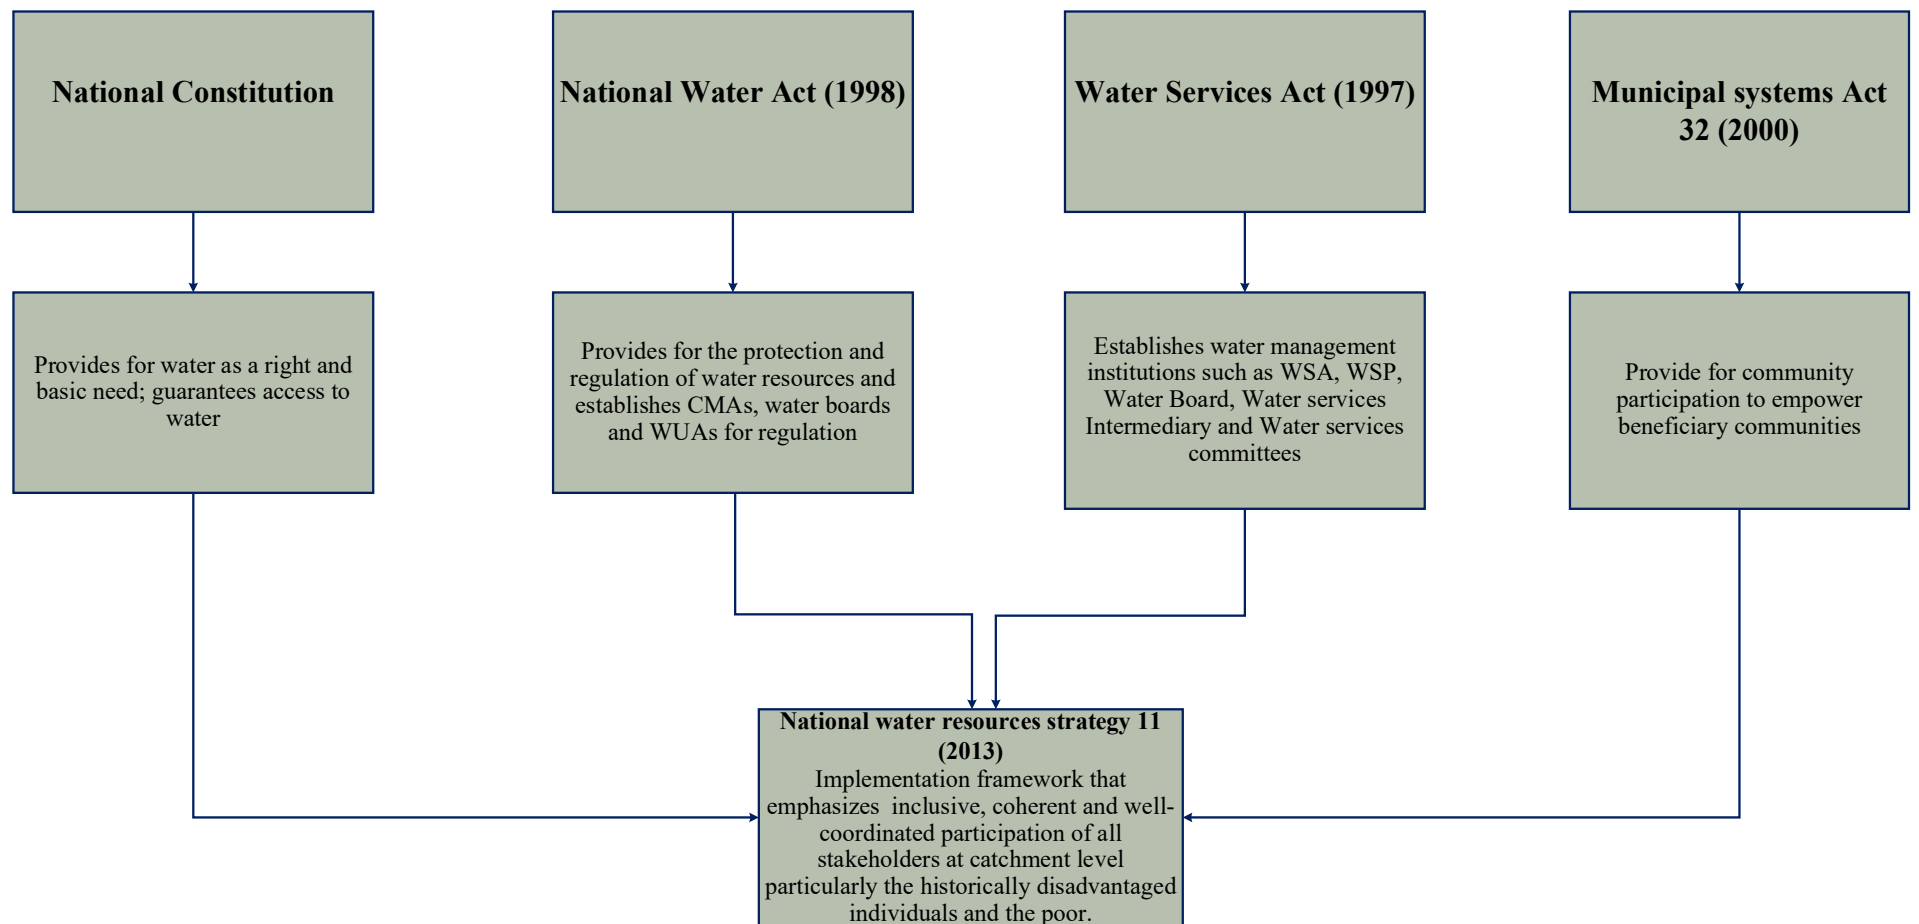 National Constitution
National Water Act (1998)
Water Services Act (1997)
Municipal systems Act
32 (2000)
Provides for water as a right and
basic need; guarantees access to
water
Provides for the protection and
regulation of water resources and
establishes CMAs, water boards
and WUAs for regulation
Establishes water management
institutions such as WSA, WSP,
Water Board, Water services
Intermediary and Water services
committees
Provide for community
participation to empower
beneficiary communities
National water resources strategy 11
(2013)
Implementation framework that
emphasizes  inclusive, coherent and well-
coordinated participation of all
stakeholders at catchment level
particularly the historically disadvantaged
individuals and the poor.